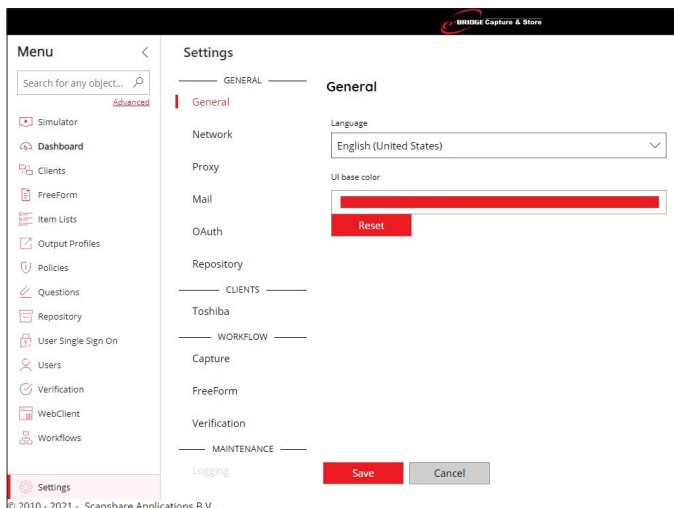 e-BRIDGE Capture & Store
Menu
Search for any object...
Advanced
Simulator
Dashboard
Clients
FreeForm
Item Lists
Output Profiles
Policies
Questions
Repository
User Single Sign On
Users
Verification
WebClient
Workflows
Settings
Settings
GENERAL
General
Network
Proxy
Mail
OAuth
Repository
CLIENTS
Toshiba
WORKFLOW
Capture
FreeForm
Verification
MAINTENANCE
Logging
General
Language
English (United States)
UI base color
Reset
Save
Cancel
© 2010 - 2021 - Scanshare Applications B.V.